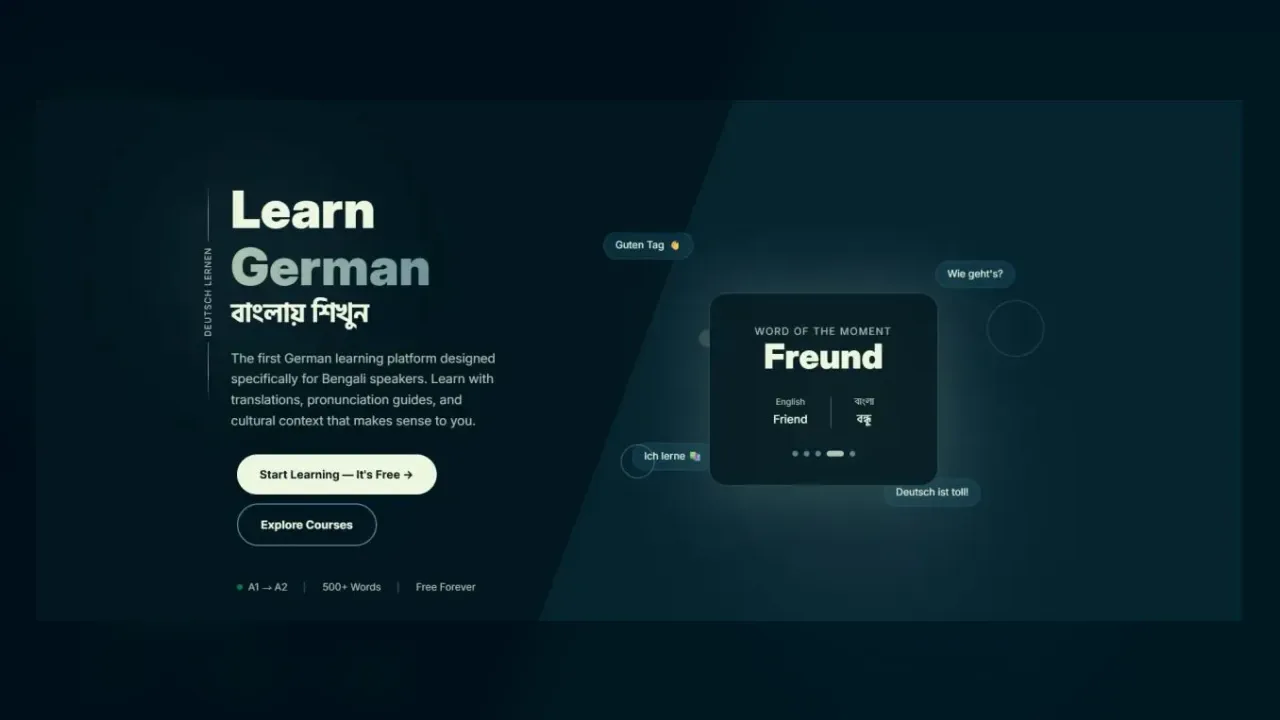 DEUTSCH LERNEN
Learn
German
বাংলায় শিখুন
The first German learning platform designed
specifically for Bengali speakers. Learn with
translations, pronunciation guides, and
cultural context that makes sense to you.
Start Learning — It's Free →
Explore Courses
A1 → A2 | 500+ Words | Free Forever
Guten Tag 👋
Wie geht's?
WORD OF THE MOMENT
Freund
English
Friend
বাংলা
বন্ধু
Ich lerne 📚
Deutsch ist toll!